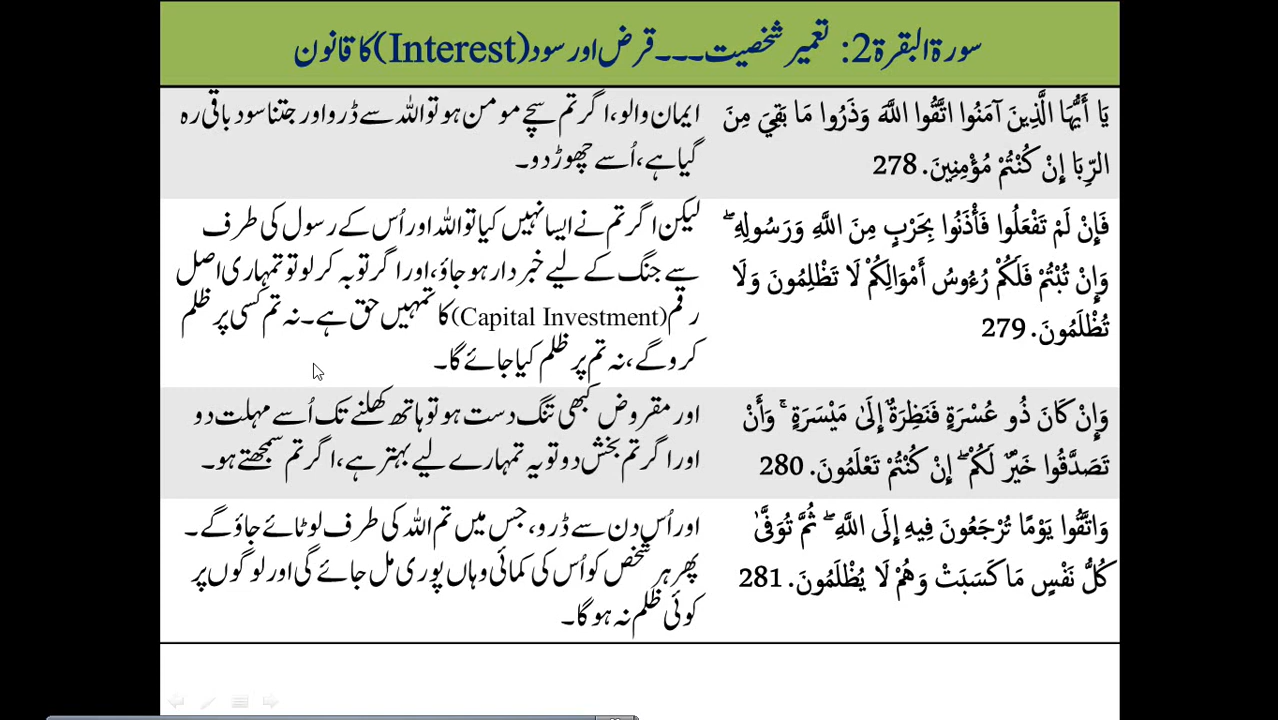 سورۃ البقرۃ 2: تعمیر شخصیت۔۔۔ قرض اور سود (Interest) کا قانون
يَا أَيُّهَا الَّذِينَ آمَنُوا اتَّقُوا اللَّهَ وَذَرُوا مَا بَقِيَ مِنَ
الرِّبَا إِنْ كُنْتُمْ مُؤْمِنِينَ. 278
ایمان والو، اگر تم سچے مومن ہو تو اللہ سے ڈرو اور جتنا سود باقی رہ
گیا ہے، اُسے چھوڑ دو۔
فَإِنْ لَمْ تَفْعَلُوا فَأْذَنُوا بِحَرْبٍ مِنَ اللَّهِ وَرَسُولِهِ ۖ
وَإِنْ تُبْتُمْ فَلَكُمْ رُءُوسُ أَمْوَالِكُمْ لَا تَظْلِمُونَ وَلَا
تُظْلَمُونَ. 279
لیکن اگر تم نے ایسا نہیں کیا تو اللہ اور اُس کے رسول کی طرف
سے جنگ کے لیے خبردار ہو جاؤ، اور اگر توبہ کر لو تو تمہاری اصل
رقم (Capital Investment) کا تمہیں حق ہے۔ نہ تم کسی پر ظلم
کرو گے، نہ تم پر ظلم کیا جائے گا۔
وَإِنْ كَانَ ذُو عُسْرَةٍ فَنَظِرَةٌ إِلَىٰ مَيْسَرَةٍ ۚ وَأَنْ
تَصَدَّقُوا خَيْرٌ لَكُمْ ۖ إِنْ كُنْتُمْ تَعْلَمُونَ. 280
اور مقروض کبھی تنگ دست ہو تو ہاتھ کھلنے تک اُسے مہلت دو
اور اگر تم بخش دو تو یہ تمہارے لیے بہتر ہے، اگر تم سمجھتے ہو۔
وَاتَّقُوا يَوْمًا تُرْجَعُونَ فِيهِ إِلَى اللَّهِ ۖ ثُمَّ تُوَفَّىٰ
كُلُّ نَفْسٍ مَا كَسَبَتْ وَهُمْ لَا يُظْلَمُونَ. 281
اور اُس دن سے ڈرو، جس میں تم اللہ کی طرف لوٹائے جاؤ گے۔
پھر ہر شخص کو اُس کی کمائی وہاں پوری مل جائے گی اور لوگوں پر
کوئی ظلم نہ ہو گا۔